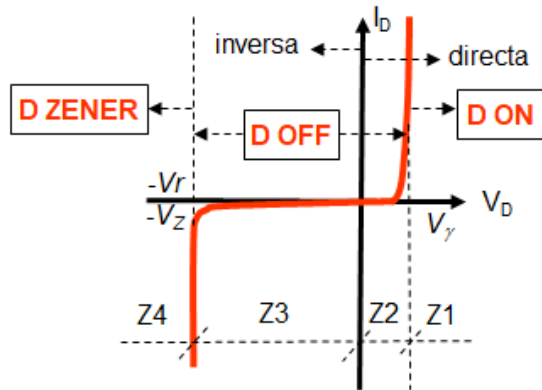 I_D
inversa
directa
D ZENER
D OFF
D ON
-Vr
-V_Z
V_γ
V_D
Z4
Z3
Z2
Z1